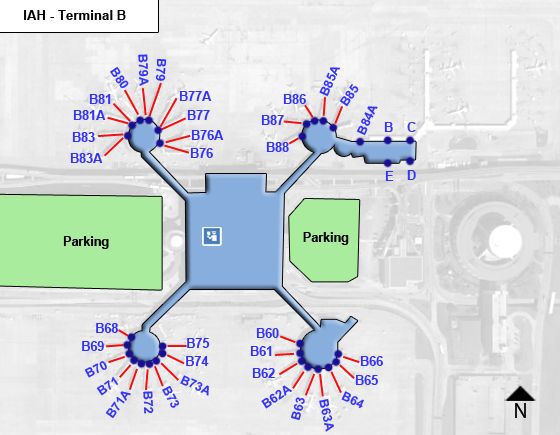 IAH - Terminal B
B83A
B83
B81A
B81
B80
B79A
B79
B77A
B77
B76A
B76
B88
B87
B86
B85A
B85
B84A
B
C
E
D
Parking
Parking
B68
B69
B70
B71
B71A
B72
B73
B73A
B74
B75
B60
B61
B62
B62A
B63
B63A
B64
B65
B66
N